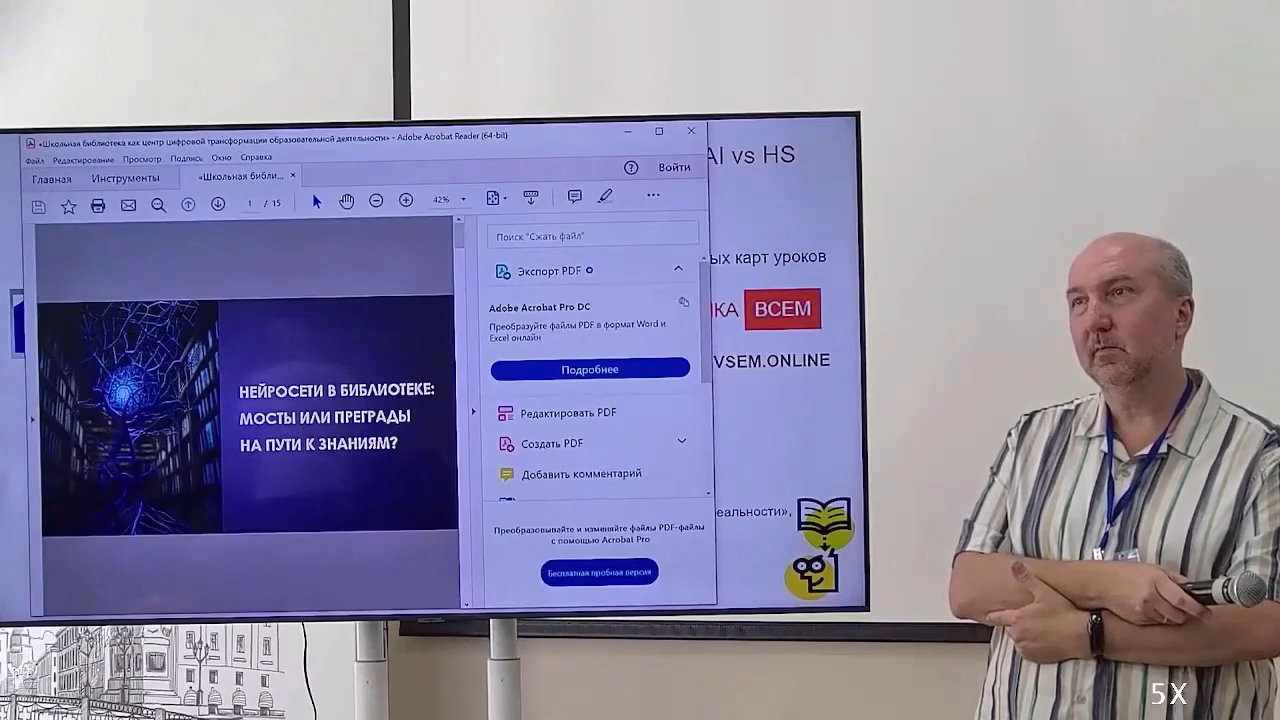 «Школьная библиотека как центр цифровой трансформации образовательной деятельности» - Adobe Acrobat Reader (64-bit)
Файл Редактирование Просмотр Подпись Окно Справка
Главная Инструменты «Школьная библи... × ? Войти
1 / 15 42%
Поиск "Сжать файл"
Экспорт PDF
Adobe Acrobat Pro DC
Преобразуйте файлы PDF в формат Word и
Excel онлайн
Подробнее
Редактировать PDF
Создать PDF
Добавить комментарий
Преобразовывайте и изменяйте файлы PDF-файлы
с помощью Acrobat Pro
Бесплатная пробная версия
НЕЙРОСЕТИ В БИБЛИОТЕКЕ:
МОСТЫ ИЛИ ПРЕГРАДЫ
НА ПУТИ К ЗНАНИЯМ?
AI vs HS
ых карт уроков
КА ВСЕМ
VSEM.ONLINE
еальности»,
5X